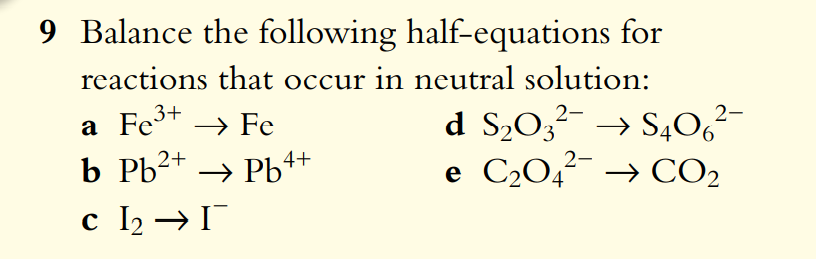 9 Balance the following half-equations for
reactions that occur in neutral solution:
a Fe³⁺ → Fe
b Pb²⁺ → Pb⁴⁺
c I₂ → I⁻
d S₂O₃²⁻ → S₄O₆²⁻
e C₂O₄²⁻ → CO₂